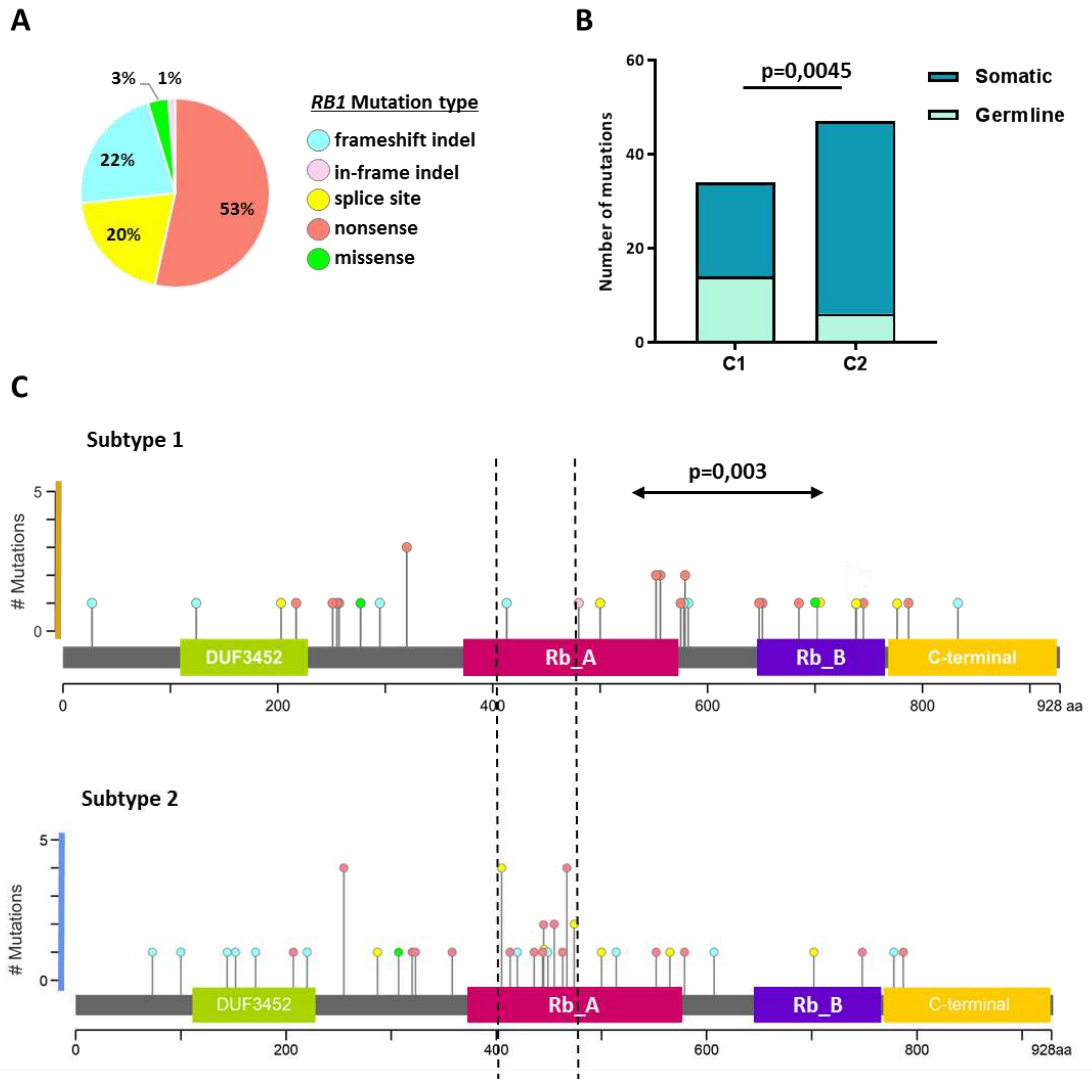 A
3% 1%
22%
53%
20%
RB1 Mutation type
frameshift indel
in-frame indel
splice site
nonsense
missense
B
60
40
20
0
Number of mutations
p=0,0045
C1 C2
Somatic
Germline
C
Subtype 1
p=0,003
5
0
# Mutations
DUF3452 Rb_A Rb_B C-terminal
0 200 400 600 800 928 aa
Subtype 2
5
0
# Mutations
DUF3452 Rb_A Rb_B C-terminal
0 200 400 600 800 928aa